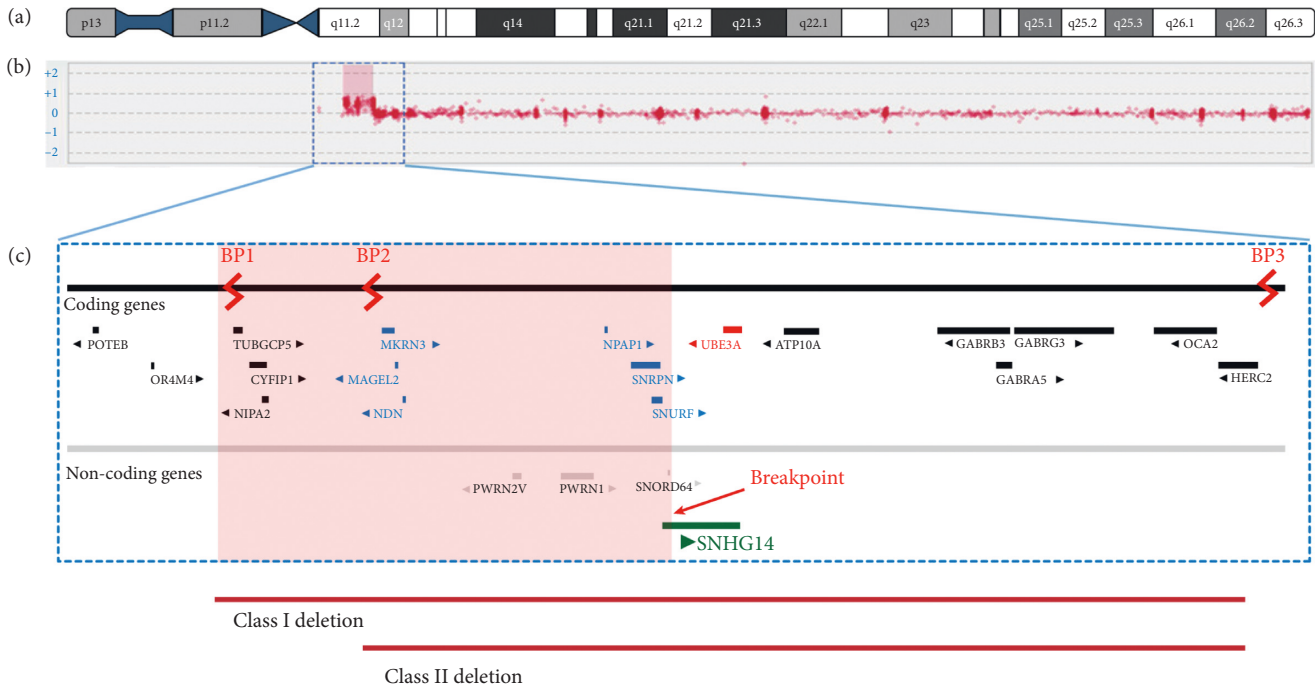 (a)
p13 p11.2 q11.2 q12 q14 q21.1 q21.2 q21.3 q22.1 q23 q25.1 q25.2 q25.3 q26.1 q26.2 q26.3
(b)
+2
+1
0
−1
−2
(c)
BP1 BP2 BP3
Coding genes
POTEB TUBGCP5 MKRN3 NPAP1 UBE3A ATP10A GABRB3 GABRG3 OCA2
OR4M4 CYFIP1 MAGEL2 SNRPN GABRA5 HERC2
NIPA2 NDN SNURF
Non-coding genes
PWRN2V PWRN1 SNORD64
Breakpoint
SNHG14
Class I deletion
Class II deletion